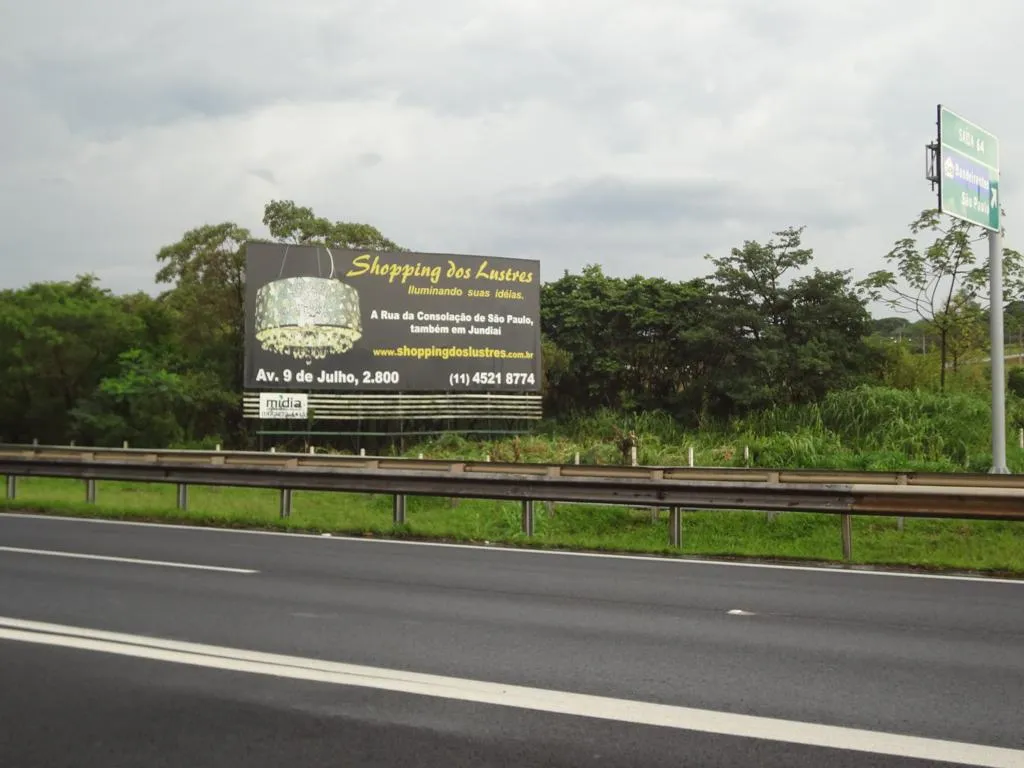 Shopping dos Lustres
Iluminando suas idéias.
A Rua da Consolação de São Paulo,
também em Jundiaí
www.shoppingdoslustres.com.br
Av. 9 de Julho, 2.800
(11) 4521 8774
mídia
SAÍDA 64
Bandeirantes
São Paulo